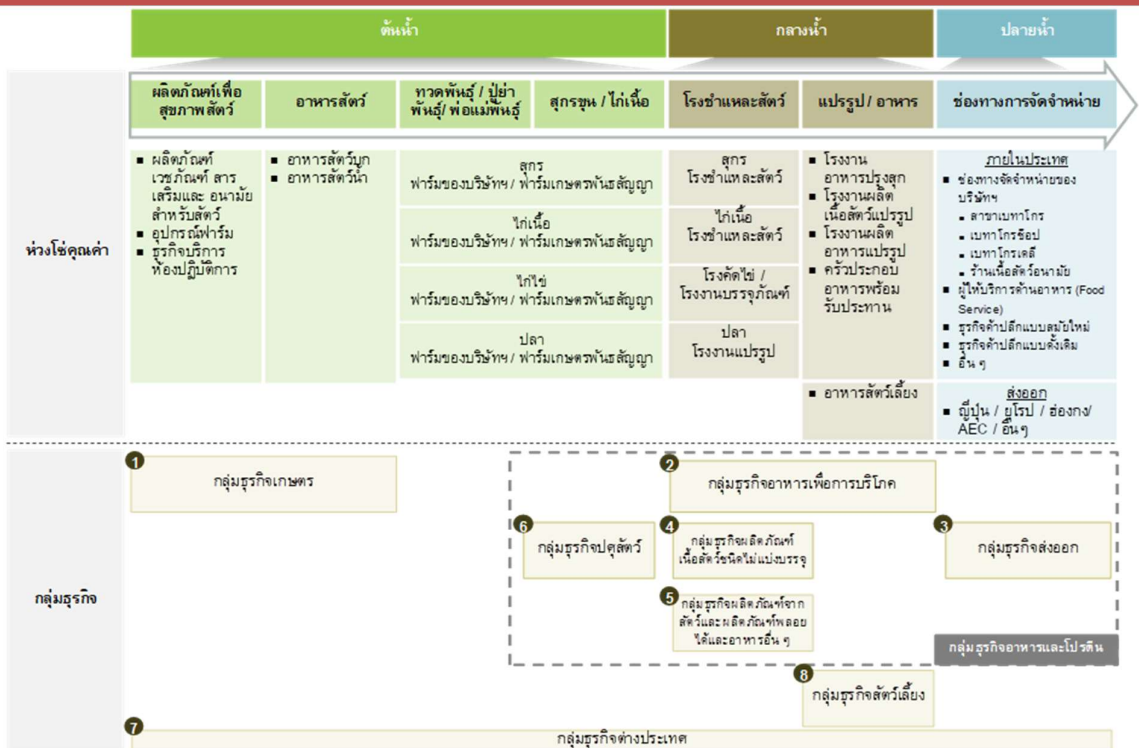 ต้นน้ำ
กลางน้ำ
ปลายน้ำ
ห่วงโซ่คุณค่า
ผลิตภัณฑ์เพื่อ
สุขภาพสัตว์
อาหารสัตว์
ทวดพันธุ์ / ปู่ย่า
พันธุ์/ พ่อแม่พันธุ์
สุกรขุน / ไก่เนื้อ
โรงชำแหละสัตว์
แปรรูป / อาหาร
ช่องทางการจัดจำหน่าย
■ ผลิตภัณฑ์
เวชภัณฑ์ สาร
เสริมและ อนามัย
สำหรับสัตว์
■ อุปกรณ์ฟาร์ม
■ ธุรกิจบริการ
ห้องปฏิบัติการ
■ อาหารสัตว์บก
■ อาหารสัตว์น้ำ
สุกร
ฟาร์มของบริษัทฯ / ฟาร์มเกษตรพันธสัญญา
ไก่เนื้อ
ฟาร์มของบริษัทฯ / ฟาร์มเกษตรพันธสัญญา
ไก่ไข่
ฟาร์มของบริษัทฯ / ฟาร์มเกษตรพันธสัญญา
ปลา
ฟาร์มของบริษัทฯ / ฟาร์มเกษตรพันธสัญญา
สุกร
โรงชำแหละสัตว์
ไก่เนื้อ
โรงชำแหละสัตว์
โรงคัดไข่ /
โรงงานบรรจุภัณฑ์
ปลา
โรงงานแปรรูป
■ โรงงาน
อาหารปรุงสุก
■ โรงงานผลิต
เนื้อสัตว์แปรรูป
■ โรงงานผลิต
อาหารแปรรูป
■ ครัวประกอบ
อาหารพร้อม
รับประทาน
■ อาหารสัตว์เลี้ยง
ภายในประเทศ
■ ช่องทางจัดจำหน่ายของ
บริษัทฯ
■ สาขาเบทาโกร
■ เบทาโกรช็อป
■ เบทาโกรเดลี
■ ร้านเนื้อสัตว์อนามัย
■ ผู้ให้บริการด้านอาหาร (Food
Service)
■ ธุรกิจค้าปลีกแบบสมัยใหม่
■ ธุรกิจค้าปลีกแบบดั้งเดิม
■ อื่น ๆ
ส่งออก
■ ญี่ปุ่น / ยุโรป / ฮ่องกง/
AEC / อื่นๆ
กลุ่มธุรกิจ
1
กลุ่มธุรกิจเกษตร
2
กลุ่มธุรกิจอาหารเพื่อการบริโภค
6
กลุ่มธุรกิจปศุสัตว์
4
กลุ่มธุรกิจผลิตภัณฑ์
เนื้อสัตว์ชนิดไม่แบ่งบรรจุ
3
กลุ่มธุรกิจส่งออก
5
กลุ่มธุรกิจผลิตภัณฑ์จาก
สัตว์และผลิตภัณฑ์พลอย
ได้และอาหารอื่น ๆ
กลุ่มธุรกิจอาหารและโปรตีน
8
กลุ่มธุรกิจสัตว์เลี้ยง
7
กลุ่มธุรกิจต่างประเทศ